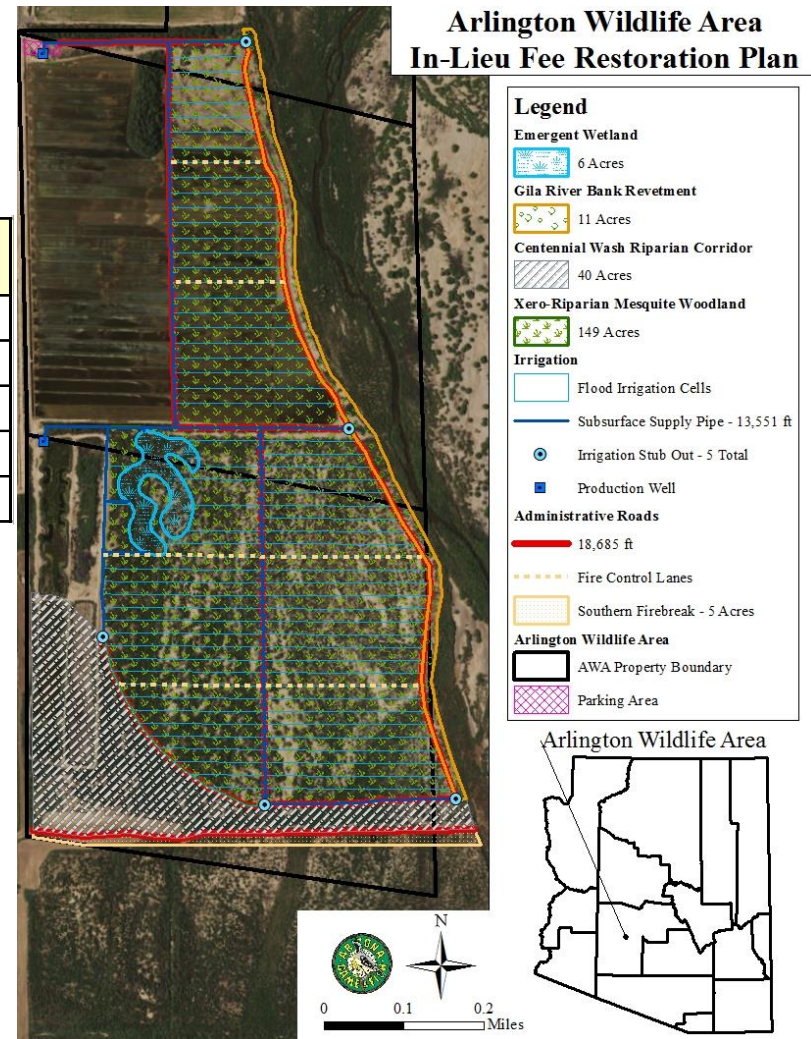 Arlington Wildlife Area
In-Lieu Fee Restoration Plan
Legend
Emergent Wetland
6 Acres
Gila River Bank Revetment
11 Acres
Centennial Wash Riparian Corridor
40 Acres
Xero-Riparian Mesquite Woodland
149 Acres
Irrigation
Flood Irrigation Cells
Subsurface Supply Pipe - 13,551 ft
Irrigation Stub Out - 5 Total
Production Well
Administrative Roads
18,685 ft
Fire Control Lanes
Southern Firebreak - 5 Acres
Arlington Wildlife Area
AWA Property Boundary
Parking Area
Arlington Wildlife Area
N
ARIZONA
GAME & FISH
0 0.1 0.2
Miles